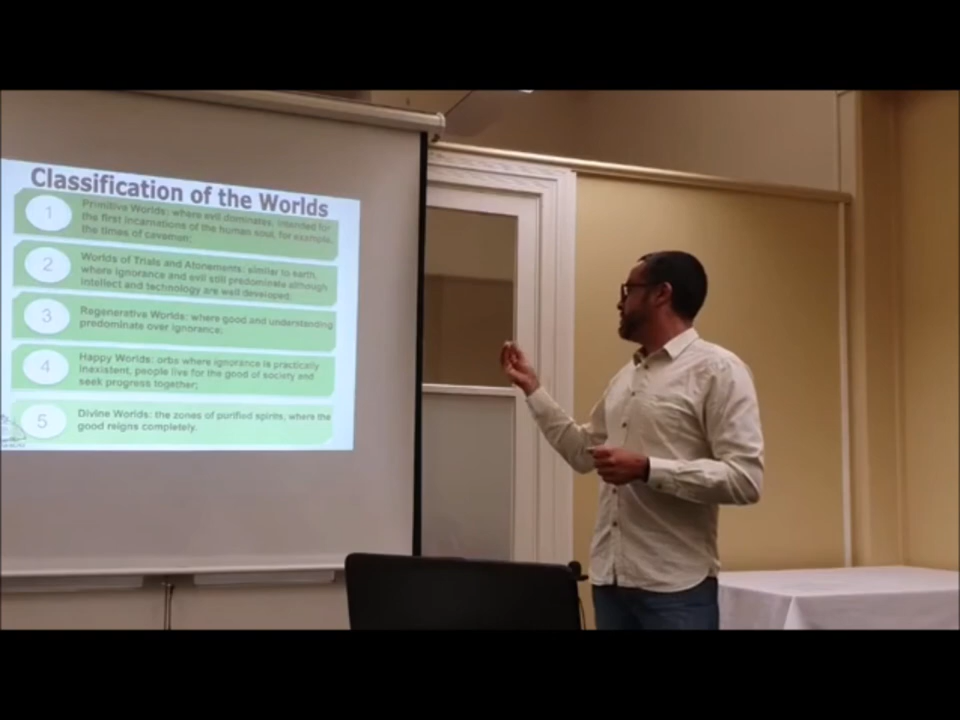 Classification of the Worlds
1
Primitive Worlds: where evil dominates, intended for
the first incarnations of the human soul, for example,
the times of cavemen;
2
Worlds of Trials and Atonements: similar to earth,
where ignorance and evil still predominate although
intellect and technology are well developed;
3
Regenerative Worlds: where good and understanding
predominate over ignorance;
4
Happy Worlds: orbs where ignorance is practically
inexistent, people live for the good of society and
seek progress together;
5
Divine Worlds: the zones of purified spirits, where the
good reigns completely.